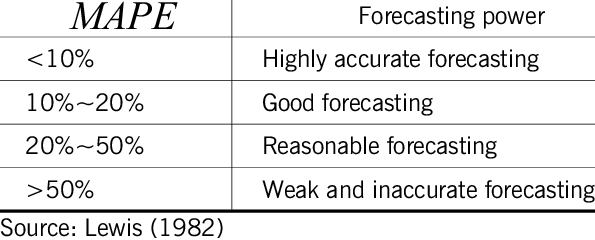 MAPE Forecasting power
<10% Highly accurate forecasting
10%~20% Good forecasting
20%~50% Reasonable forecasting
>50% Weak and inaccurate forecasting
Source: Lewis (1982)